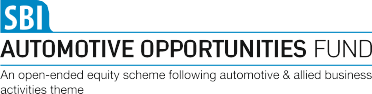 SBI
AUTOMOTIVE OPPORTUNITIES FUND
An open-ended equity scheme following automotive & allied business
activities theme